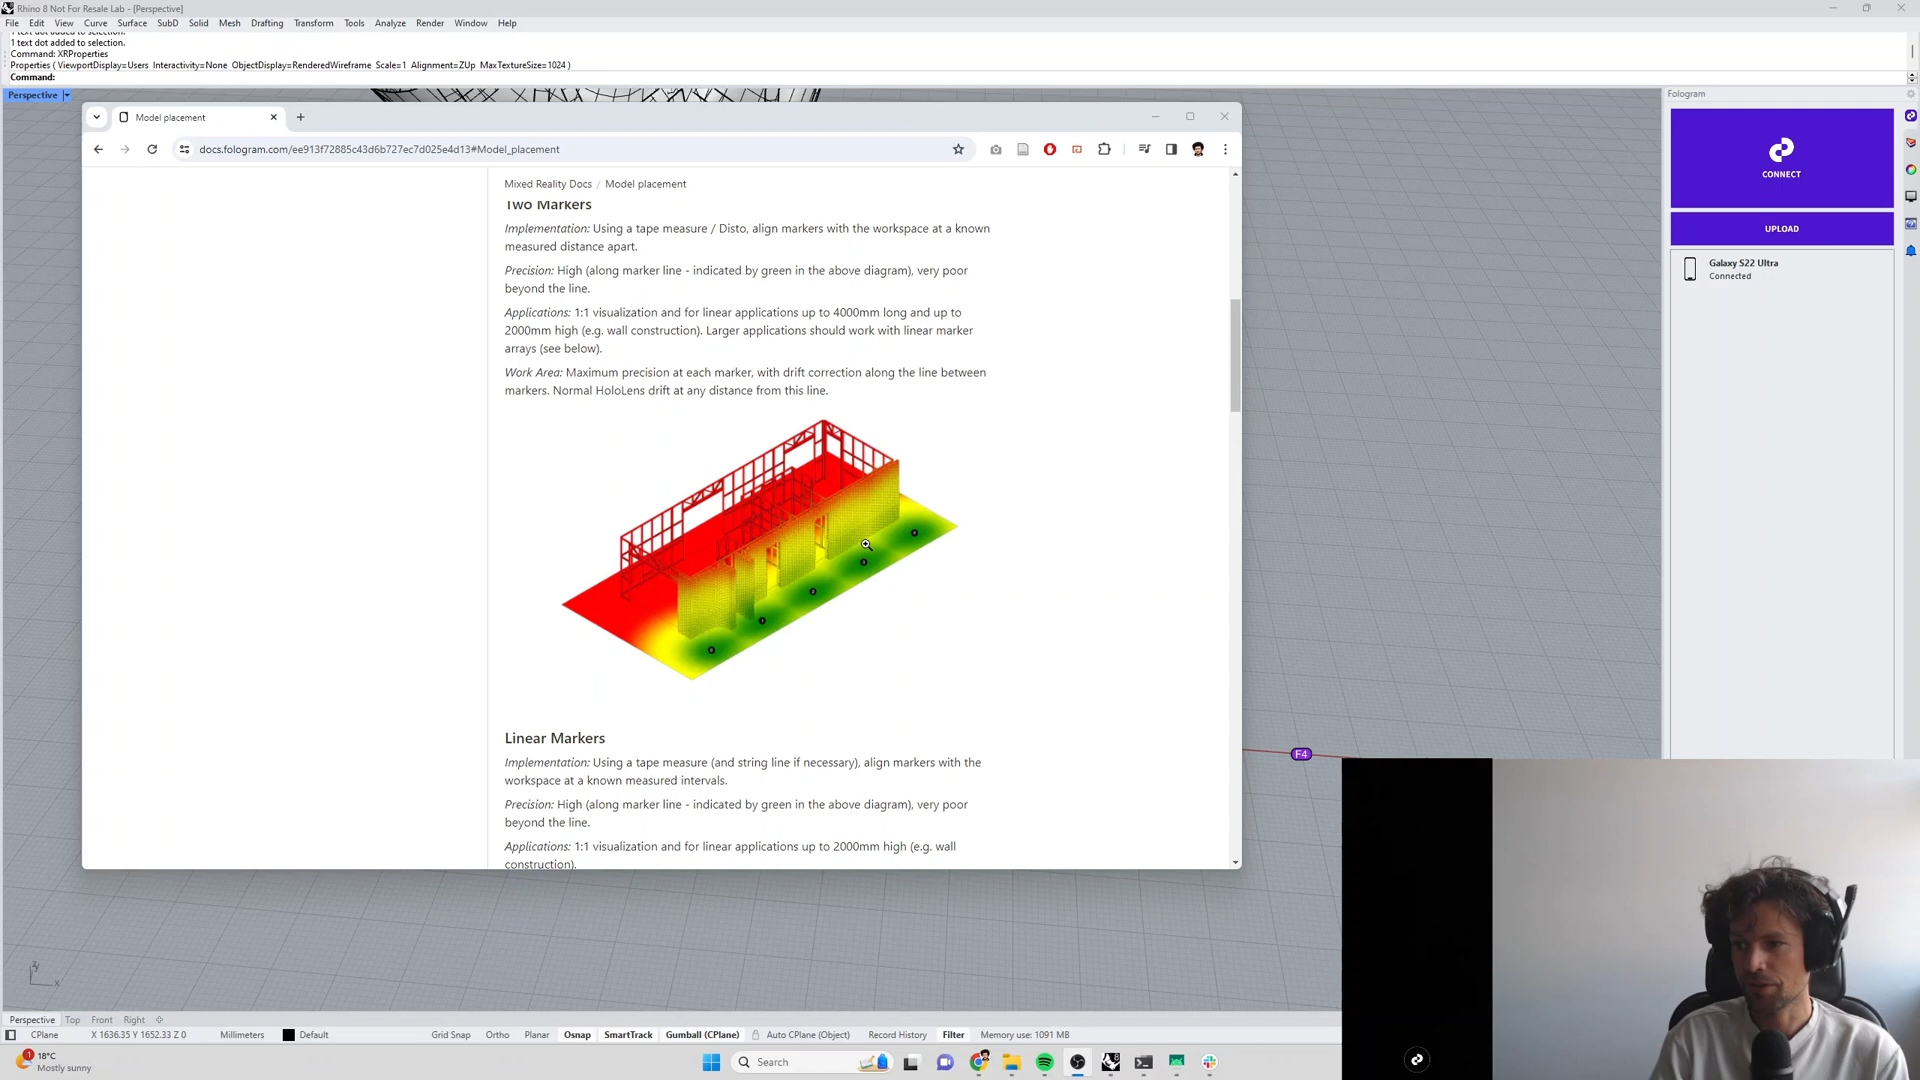 Rhino 8 Not For Resale Lab - [Perspective]
File Edit View Curve Surface SubD Solid Mesh Drafting Transform Tools Analyze Render Window Help
1 text dot added to selection.
1 text dot added to selection.
Command: XRProperties
Properties ( ViewportDisplay=Users Interactivity=None ObjectDisplay=RenderedWireframe Scale=1 Alignment=ZUp MaxTextureSize=1024 )
Command:
Perspective
Fologram
Model placement
docs.fologram.com/ee913f72885c43d6b727ec7d025e4d13#Model_placement
CONNECT
UPLOAD
Galaxy S22 Ultra
Connected
Mixed Reality Docs / Model placement
Two Markers
Implementation: Using a tape measure / Disto, align markers with the workspace at a known
measured distance apart.
Precision: High (along marker line - indicated by green in the above diagram), very poor
beyond the line.
Applications: 1:1 visualization and for linear applications up to 4000mm long and up to
2000mm high (e.g. wall construction). Larger applications should work with linear marker
arrays (see below).
Work Area: Maximum precision at each marker, with drift correction along the line between
markers. Normal HoloLens drift at any distance from this line.
Linear Markers
Implementation: Using a tape measure (and string line if necessary), align markers with the
workspace at a known measured intervals.
Precision: High (along marker line - indicated by green in the above diagram), very poor
beyond the line.
Applications: 1:1 visualization and for linear applications up to 2000mm high (e.g. wall
construction).
F4
Perspective Top Front Right
CPlane X 1636.35 Y 1652.33 Z 0 Millimeters Default Grid Snap Ortho Planar Osnap SmartTrack Gumball (CPlane) Auto CPlane (Object) Record History Filter Memory use: 1091 MB
1
18°C
Mostly sunny
Search